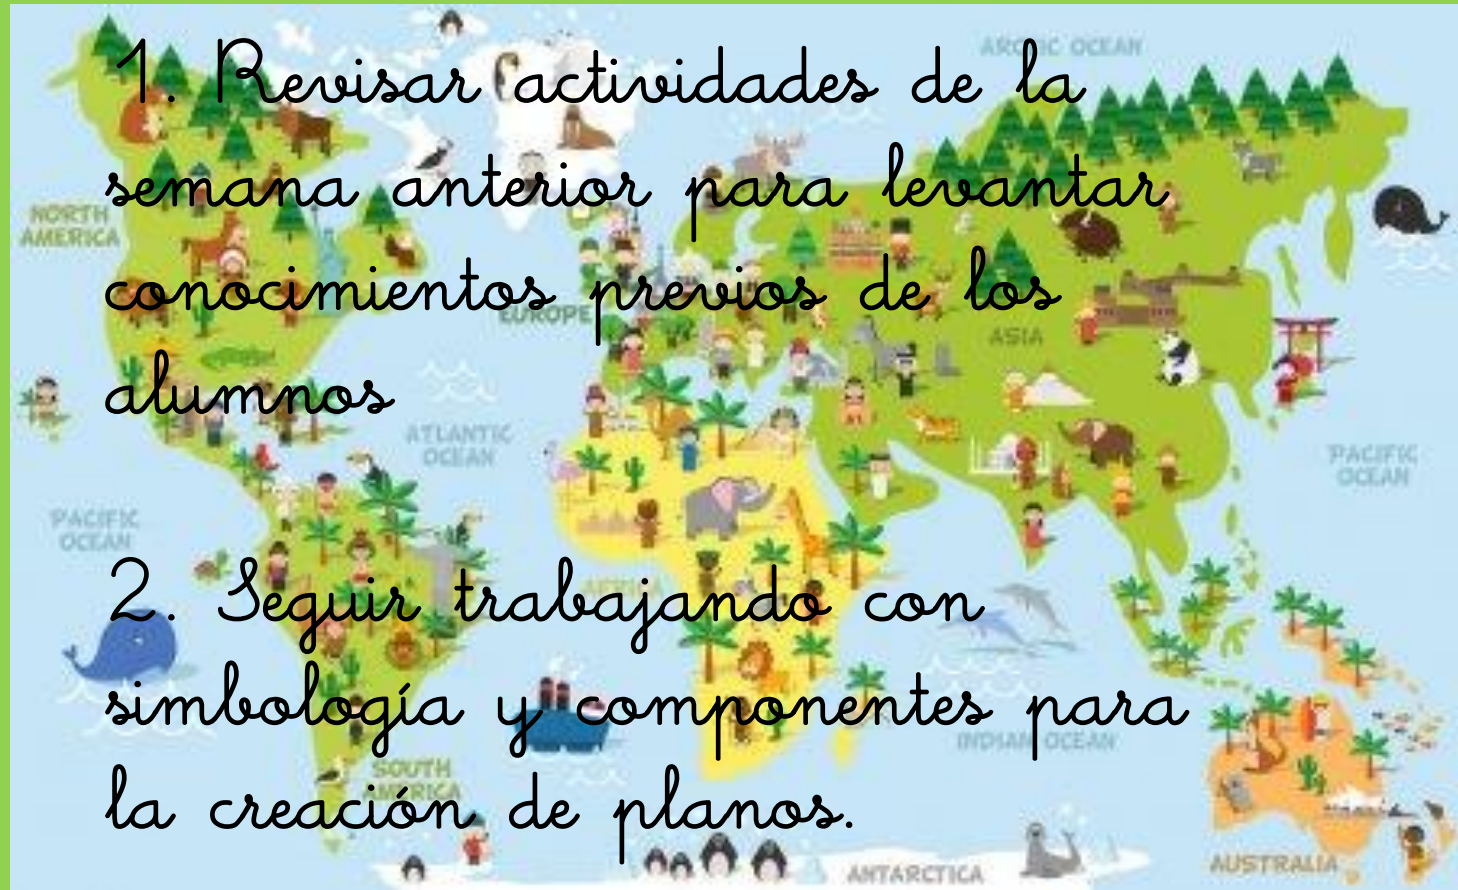 1. Revisar actividades de la
semana anterior para levantar
conocimientos previos de los
alumnos
2. Seguir trabajando con
simbología y componentes para
la creación de planos.
ARCTIC OCEAN
NORTH
AMERICA
EUROPE
ASIA
ATLANTIC
OCEAN
PACIFIC
OCEAN
PACIFIC
OCEAN
AFRICA
INDIAN OCEAN
SOUTH
AMERICA
ANTARCTICA
AUSTRALIA